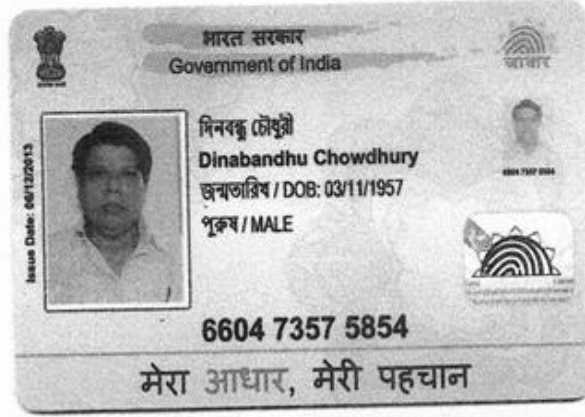 भारत सरकार
Government of India
आधार
দিনবন্ধু চৌধুরী
Dinabandhu Chowdhury
জন্মতারিখ / DOB: 03/11/1957
পুরুষ / MALE
Issue Date: 06/12/2013
6604 7357 5854
मेरा आधार, मेरी पहचान